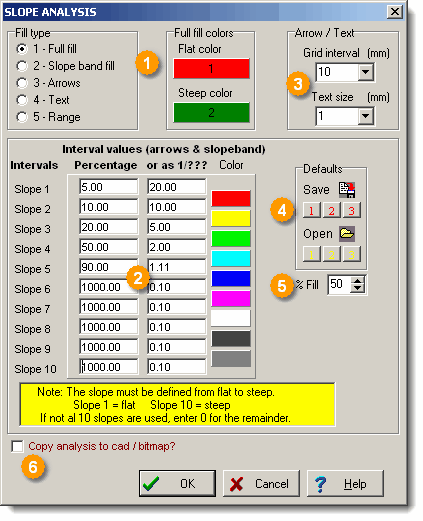 SLOPE ANALYSIS
Fill type
1 - Full fill
2 - Slope band fill
3 - Arrows
4 - Text
5 - Range
1
Full fill colors
Flat color
1
Steep color
2
Arrow / Text
Grid interval (mm)
10
3
Text size (mm)
1
Interval values (arrows & slopeband)
Intervals Percentage or as 1/??? Color
Slope 1 5.00 20.00
Slope 2 10.00 10.00
Slope 3 20.00 5.00
Slope 4 50.00 2.00
Slope 5 90.00 1.11
2
Slope 6 1000.00 0.10
Slope 7 1000.00 0.10
Slope 8 1000.00 0.10
Slope 9 1000.00 0.10
Slope 10 1000.00 0.10
Defaults
Save
4
1 2 3
Open
5
% Fill 50
Note: The slope must be defined from flat to steep.
Slope 1 = flat Slope 10 = steep
If not al 10 slopes are used, enter 0 for the remainder.
Copy analysis to cad / bitmap?
6
OK
Cancel
? Help